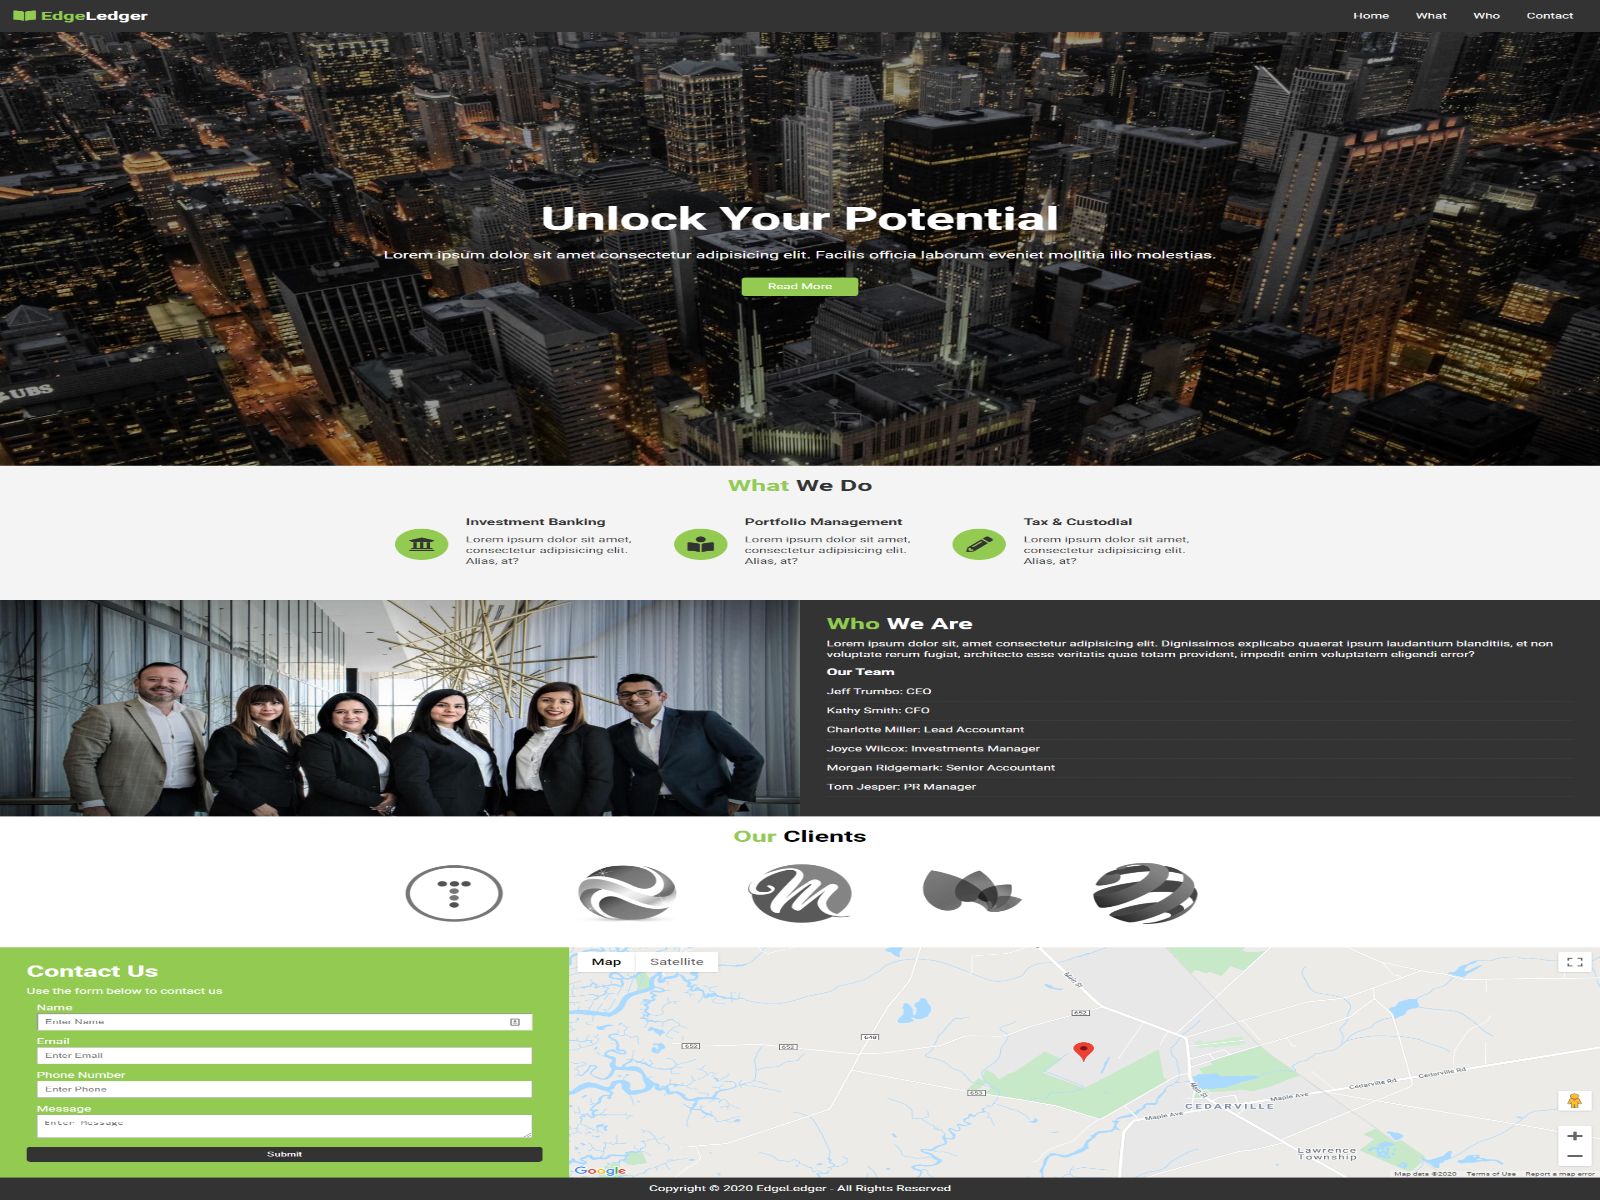 EdgeLedger
Home What Who Contact
Unlock Your Potential
Lorem ipsum dolor sit amet consectetur adipisicing elit. Facilis officia laborum eveniet mollitia illo molestias.
Read More
UBS
What We Do
Investment Banking
Lorem ipsum dolor sit amet,
consectetur adipisicing elit.
Alias, at?
Portfolio Management
Lorem ipsum dolor sit amet,
consectetur adipisicing elit.
Alias, at?
Tax & Custodial
Lorem ipsum dolor sit amet,
consectetur adipisicing elit.
Alias, at?
Who We Are
Lorem ipsum dolor sit, amet consectetur adipisicing elit. Dignissimos explicabo quaerat ipsum laudantium blanditiis, et non
voluptate rerum fugiat, architecto esse veritatis quae totam provident, impedit enim voluptatem eligendi error?
Our Team
Jeff Trumbo: CEO
Kathy Smith: CFO
Charlotte Miller: Lead Accountant
Joyce Wilcox: Investments Manager
Morgan Ridgemark: Senior Accountant
Tom Jesper: PR Manager
Our Clients
T
M
Contact Us
Use the form below to contact us
Name
Enter Name
Email
Enter Email
Phone Number
Enter Phone
Message
Enter Message
Submit
Map Satellite
Main St
652
648
652
652
653
Cedarville Rd
Cedarville Rd
Main St
Maple Ave
CEDARVILLE
Maple Ave
Lawrence
Township
Google
Map data ©2020 Terms of Use Report a map error
Copyright © 2020 EdgeLedger - All Rights Reserved